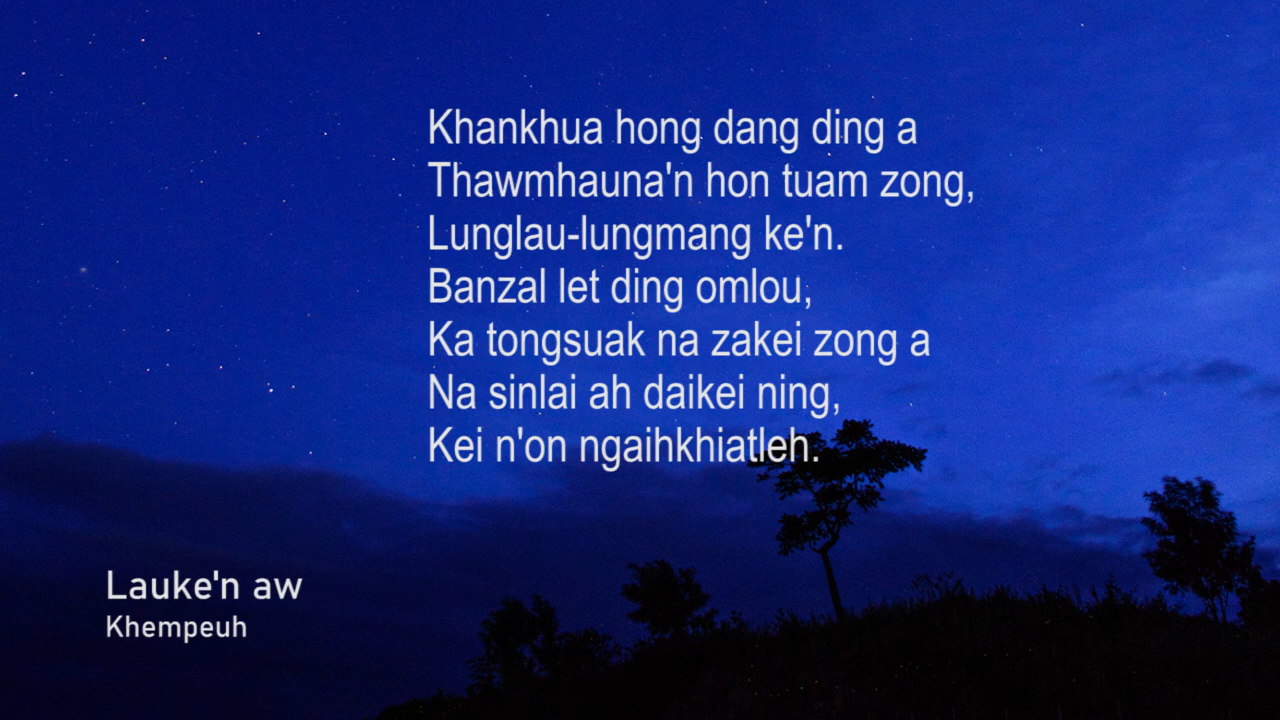 Khankhua hong dang ding a
Thawmhauna'n hon tuam zong,
Lunglau-lungmang ke'n.
Banzal let ding omlou,
Ka tongsuak na zakei zong a
Na sinlai ah daikei ning,
Kei n'on ngaihkhiatleh.
Lauke'n aw
Khempeuh